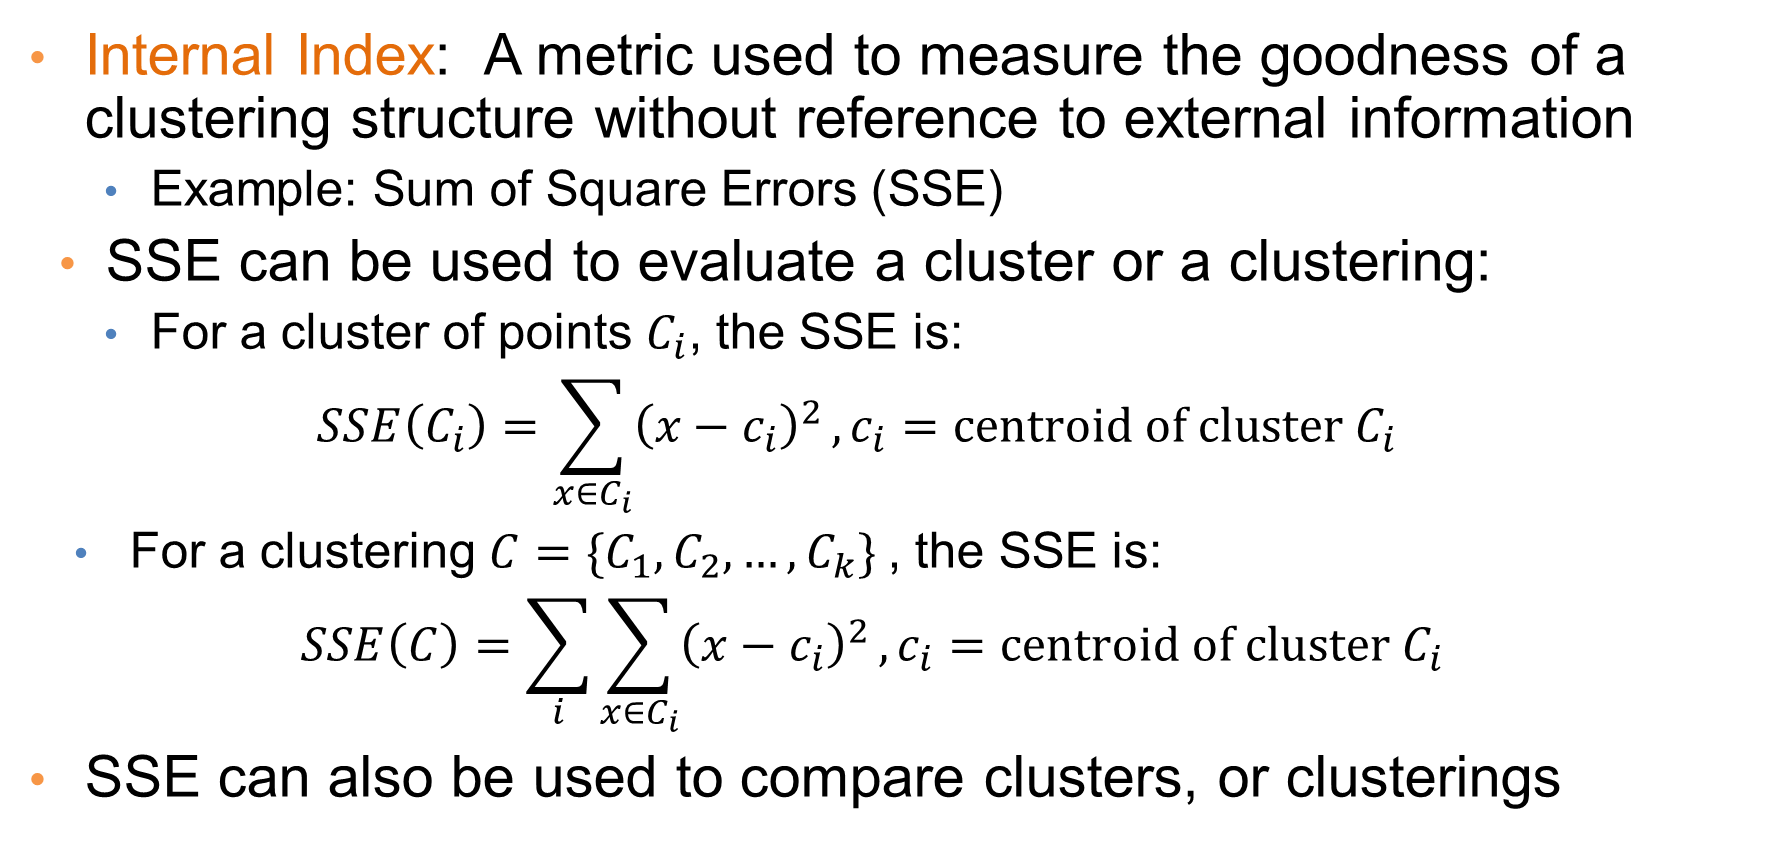 • Internal Index: A metric used to measure the goodness of a
clustering structure without reference to external information
• Example: Sum of Square Errors (SSE)
• SSE can be used to evaluate a cluster or a clustering:
• For a cluster of points 𝐶ᵢ, the SSE is:
𝑆𝑆𝐸(𝐶ᵢ) = ∑_{𝑥∈𝐶ᵢ} (𝑥 − 𝑐ᵢ)², 𝑐ᵢ = centroid of cluster 𝐶ᵢ
• For a clustering 𝐶 = {𝐶₁, 𝐶₂, … , 𝐶ₖ} , the SSE is:
𝑆𝑆𝐸(𝐶) = ∑_{𝑖} ∑_{𝑥∈𝐶ᵢ} (𝑥 − 𝑐ᵢ)², 𝑐ᵢ = centroid of cluster 𝐶ᵢ
• SSE can also be used to compare clusters, or clusterings